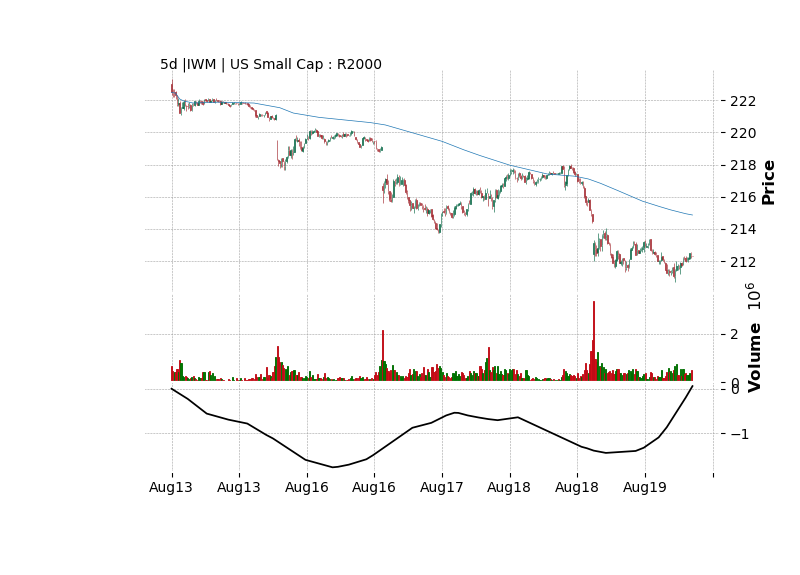 5d |IWM | US Small Cap : R2000
222
220
218
216
214
212
Price
2
0
Volume 10^6
0
−1
Aug13 Aug13 Aug16 Aug16 Aug17 Aug18 Aug18 Aug19